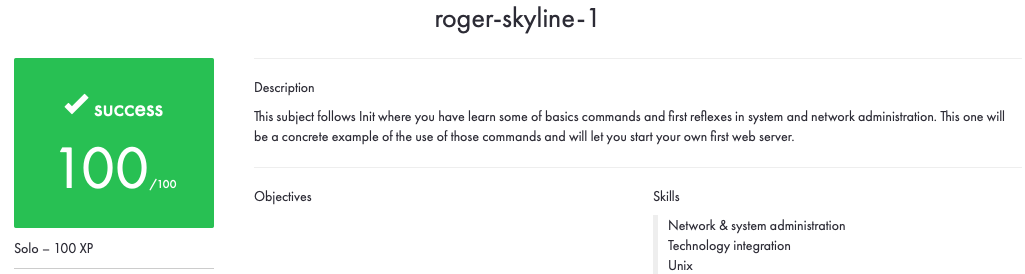 roger-skyline-1
✔ success
100/100
Solo – 100 XP
Description
This subject follows Init where you have learn some of basics commands and first reflexes in system and network administration. This one will
be a concrete example of the use of those commands and will let you start your own first web server.
Objectives
Skills
Network & system administration
Technology integration
Unix